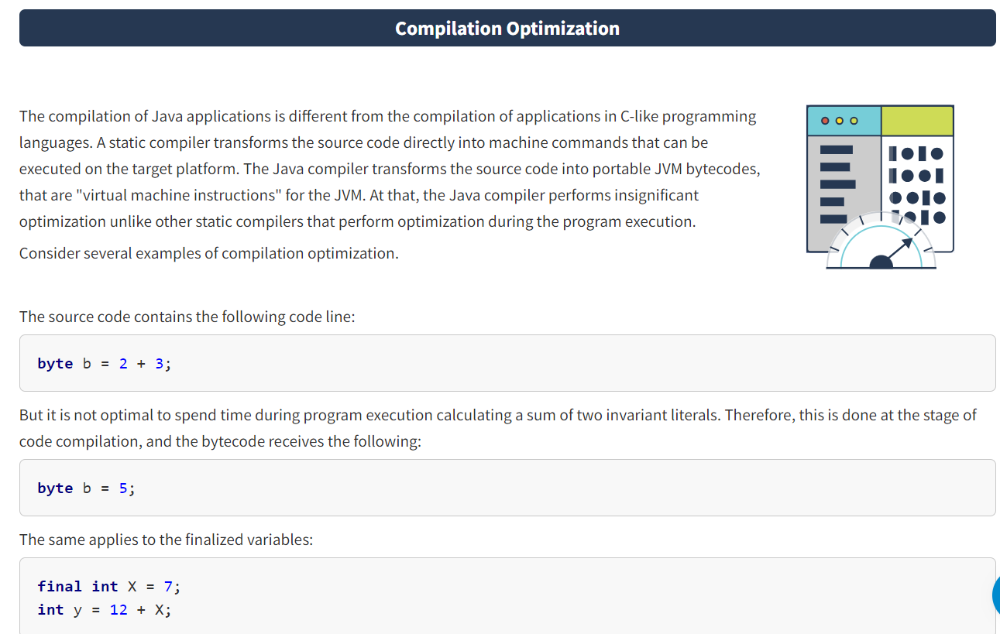 Compilation Optimization
The compilation of Java applications is different from the compilation of applications in C-like programming
languages. A static compiler transforms the source code directly into machine commands that can be
executed on the target platform. The Java compiler transforms the source code into portable JVM bytecodes,
that are "virtual machine instructions" for the JVM. At that, the Java compiler performs insignificant
optimization unlike other static compilers that perform optimization during the program execution.
Consider several examples of compilation optimization.
The source code contains the following code line:
byte b = 2 + 3;
But it is not optimal to spend time during program execution calculating a sum of two invariant literals. Therefore, this is done at the stage of
code compilation, and the bytecode receives the following:
byte b = 5;
The same applies to the finalized variables:
final int X = 7;
int y = 12 + X;